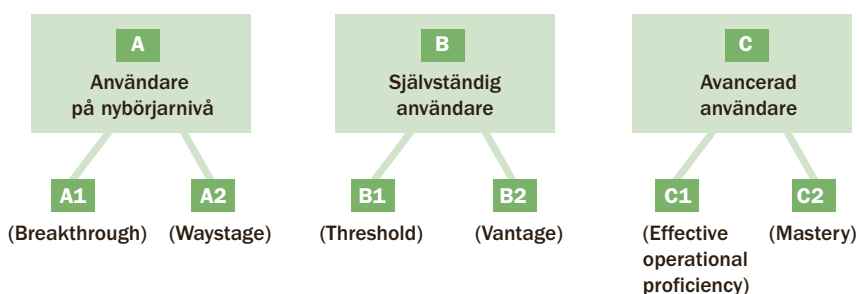 A
Användare
på nybörjarnivå
B
Självständig
användare
C
Avancerad
användare
A1
(Breakthrough)
A2
(Waystage)
B1
(Threshold)
B2
(Vantage)
C1
(Effective
operational
proficiency)
C2
(Mastery)